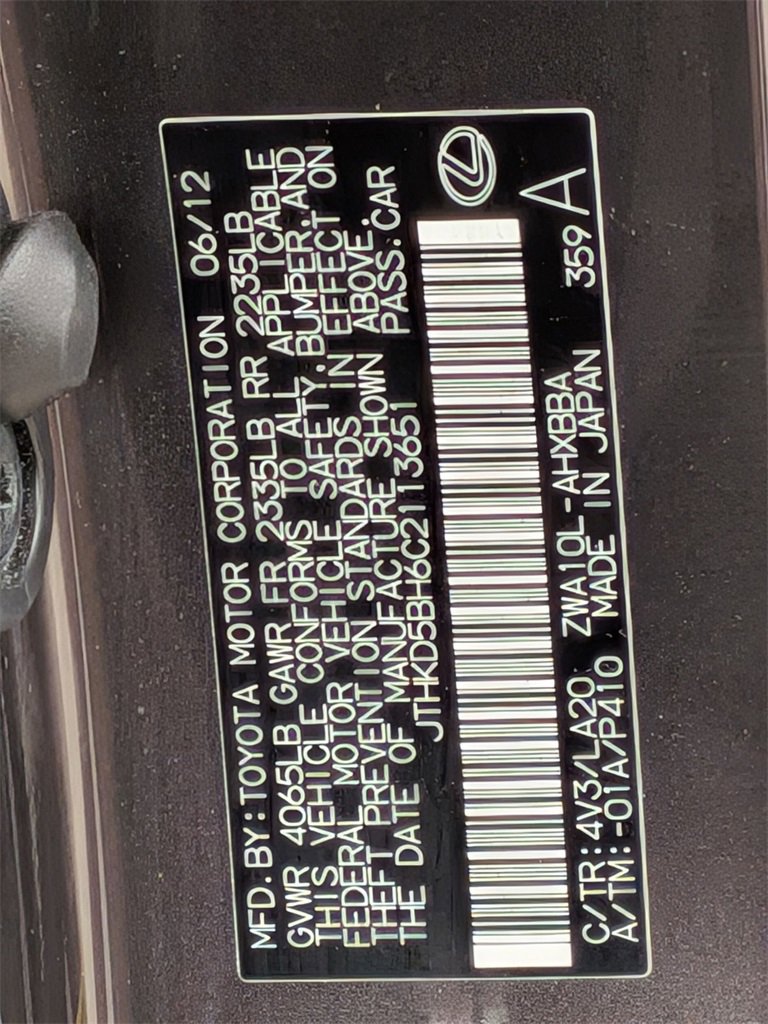 MFD.BY:TOYOTA MOTOR CORPORATION 06/12
GVWR 4065LB GAWR FR 2335LB RR 2235LB
THIS VEHICLE CONFORMS TO ALL APPLICABLE
FEDERAL MOTOR VEHICLE SAFETY, BUMPER, AND
THEFT PREVENTION STANDARDS IN EFFECT ON
THE DATE OF MANUFACTURE SHOWN ABOVE.
JTHKD5BH6C2113651 PASS.CAR
C/TR:4V3/LA20 ZWA10L-AHXBBA 359 A
A/TM:-01A/P410 MADE IN JAPAN